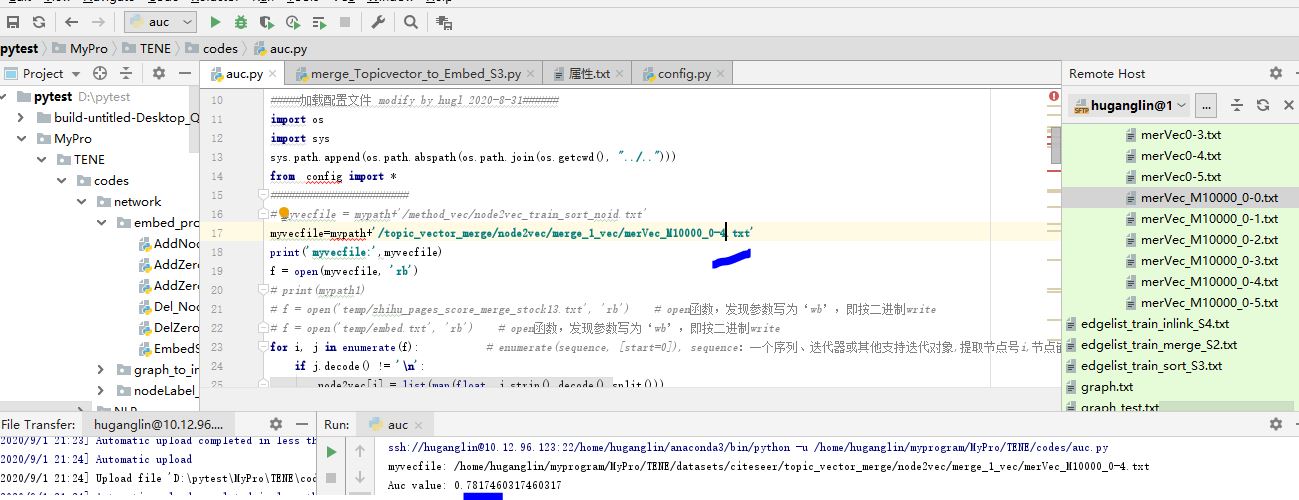 auc
pytest MyPro TENE codes auc.py
Project
auc.py merge_Topicvector_to_Embed_S3.py 属性.txt config.py
Remote Host
pytest D:\pytest
build-untitled-Desktop_Q
MyPro
TENE
codes
network
embed_pro
AddNod
AddZero
AddZero
Del_Noc
DelZero
EmbedS
graph_to_in
nodeLabel_
10 #####加载配置文件 modify by hugl 2020-8-31######
11 import os
12 import sys
13 sys.path.append(os.path.abspath(os.path.join(os.getcwd(), "../..")))
14 from config import *
15 ########################
16 # myvecfile = mypath+'/method_vec/node2vec_train_sort_noid.txt'
17 myvecfile=mypath+'/topic_vector_merge/node2vec/merge_1_vec/merVec_M10000_0-4.txt'
18 print('myvecfile:',myvecfile)
19 f = open(myvecfile, 'rb')
20 # print(mypath1)
21 # f = open('temp/zhihu_pages_score_merge_stock13.txt', 'rb') # open函数，发现参数写为‘wb’，即按二进制write
22 # f = open('temp/embed.txt', 'rb') # open函数，发现参数写为‘wb’，即按二进制write
23 for i, j in enumerate(f): # enumerate(sequence, [start=0]), sequence：一个序列、迭代器或其他支持迭代对象,提取节点号i,节点
24 if j.decode() != '\n':
25 node2vec[i] = list(map(float, j.strip().decode().split()))
huganglin@1 ...
merVec0-3.txt
merVec0-4.txt
merVec0-5.txt
merVec_M10000_0-0.txt
merVec_M10000_0-1.txt
merVec_M10000_0-2.txt
merVec_M10000_0-3.txt
merVec_M10000_0-4.txt
merVec_M10000_0-5.txt
edgelist_train_inlink_S4.txt
edgelist_train_merge_S2.txt
edgelist_train_sort_S3.txt
graph.txt
graph_test.txt
File Transfer: huganglin@10.12.96....
2020/9/1 21:23] Automatic upload completed in less th
2020/9/1 21:24] Automatic upload
2020/9/1 21:24] Upload file 'D:\pytest\MyPro\TENE\cod
Run: auc
ssh://huganglin@10.12.96.123:22/home/huganglin/anaconda3/bin/python -u /home/huganglin/myprogram/MyPro/TENE/codes/auc.py
myvecfile: /home/huganglin/myprogram/MyPro/TENE/datasets/citeseer/topic_vector_merge/node2vec/merge_1_vec/merVec_M10000_0-4.txt
Auc value: 0.7817460317460317